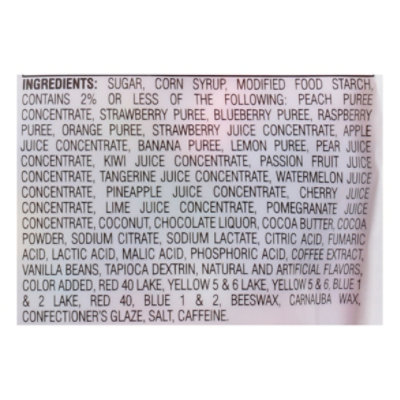 INGREDIENTS: SUGAR, CORN SYRUP, MODIFIED FOOD STARCH,
CONTAINS 2% OR LESS OF THE FOLLOWING: PEACH PUREE
CONCENTRATE, STRAWBERRY PUREE, BLUEBERRY PUREE, RASPBERRY
PUREE, ORANGE PUREE, STRAWBERRY JUICE CONCENTRATE, APPLE
JUICE CONCENTRATE, BANANA PUREE, LEMON PUREE, PEAR JUICE
CONCENTRATE, KIWI JUICE CONCENTRATE, PASSION FRUIT JUICE
CONCENTRATE, TANGERINE JUICE CONCENTRATE, WATERMELON JUICE
CONCENTRATE, PINEAPPLE JUICE CONCENTRATE, CHERRY JUICE
CONCENTRATE, LIME JUICE CONCENTRATE, POMEGRANATE JUICE
CONCENTRATE, COCONUT, CHOCOLATE LIQUOR, COCOA BUTTER, COCOA
POWDER, SODIUM CITRATE, SODIUM LACTATE, CITRIC ACID, FUMARIC
ACID, LACTIC ACID, MALIC ACID, PHOSPHORIC ACID, COFFEE EXTRACT,
VANILLA BEANS, TAPIOCA DEXTRIN, NATURAL AND ARTIFICIAL FLAVORS,
COLOR ADDED, RED 40 LAKE, YELLOW 5 & 6 LAKE, YELLOW 5 & 6, BLUE 1
& 2 LAKE, RED 40, BLUE 1 & 2, BEESWAX, CARNAUBA WAX,
CONFECTIONER'S GLAZE, SALT, CAFFEINE.